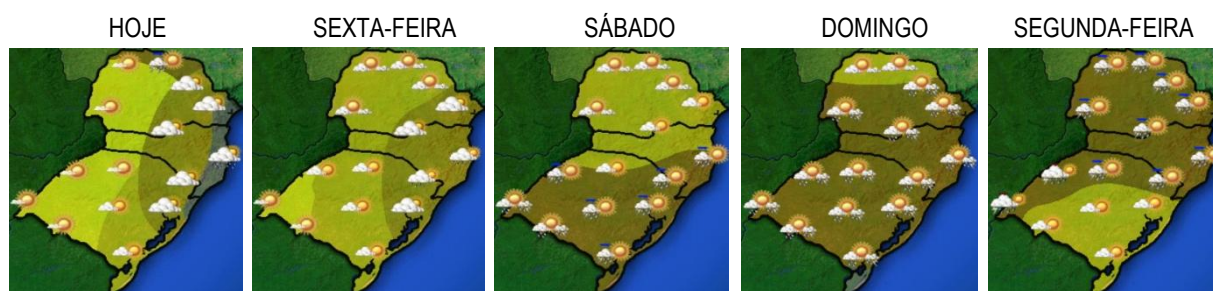 HOJE
SEXTA-FEIRA
SÁBADO
DOMINGO
SEGUNDA-FEIRA